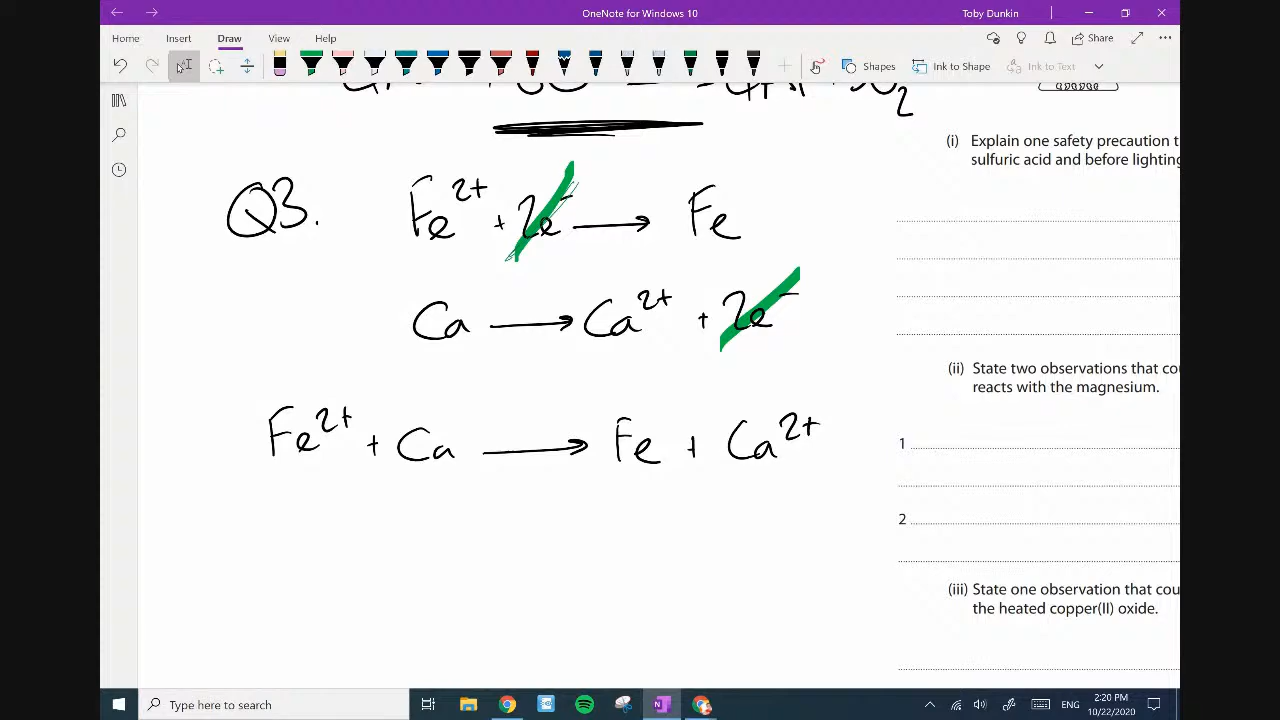 OneNote for Windows 10
Toby Dunkin
Home Insert Draw View Help
Share
Shapes
Ink to Shape
Ink to Text
Q3. Fe²⁺ + 2e⁻ ⟶ Fe
Ca ⟶ Ca²⁺ + 2e⁻
Fe²⁺ + Ca ⟶ Fe + Ca²⁺
(i) Explain one safety precaution t
sulfuric acid and before lighting
(ii) State two observations that cou
reacts with the magnesium.
1
2
(iii) State one observation that cou
the heated copper(II) oxide.
Type here to search
ENG
2:20 PM
10/22/2020